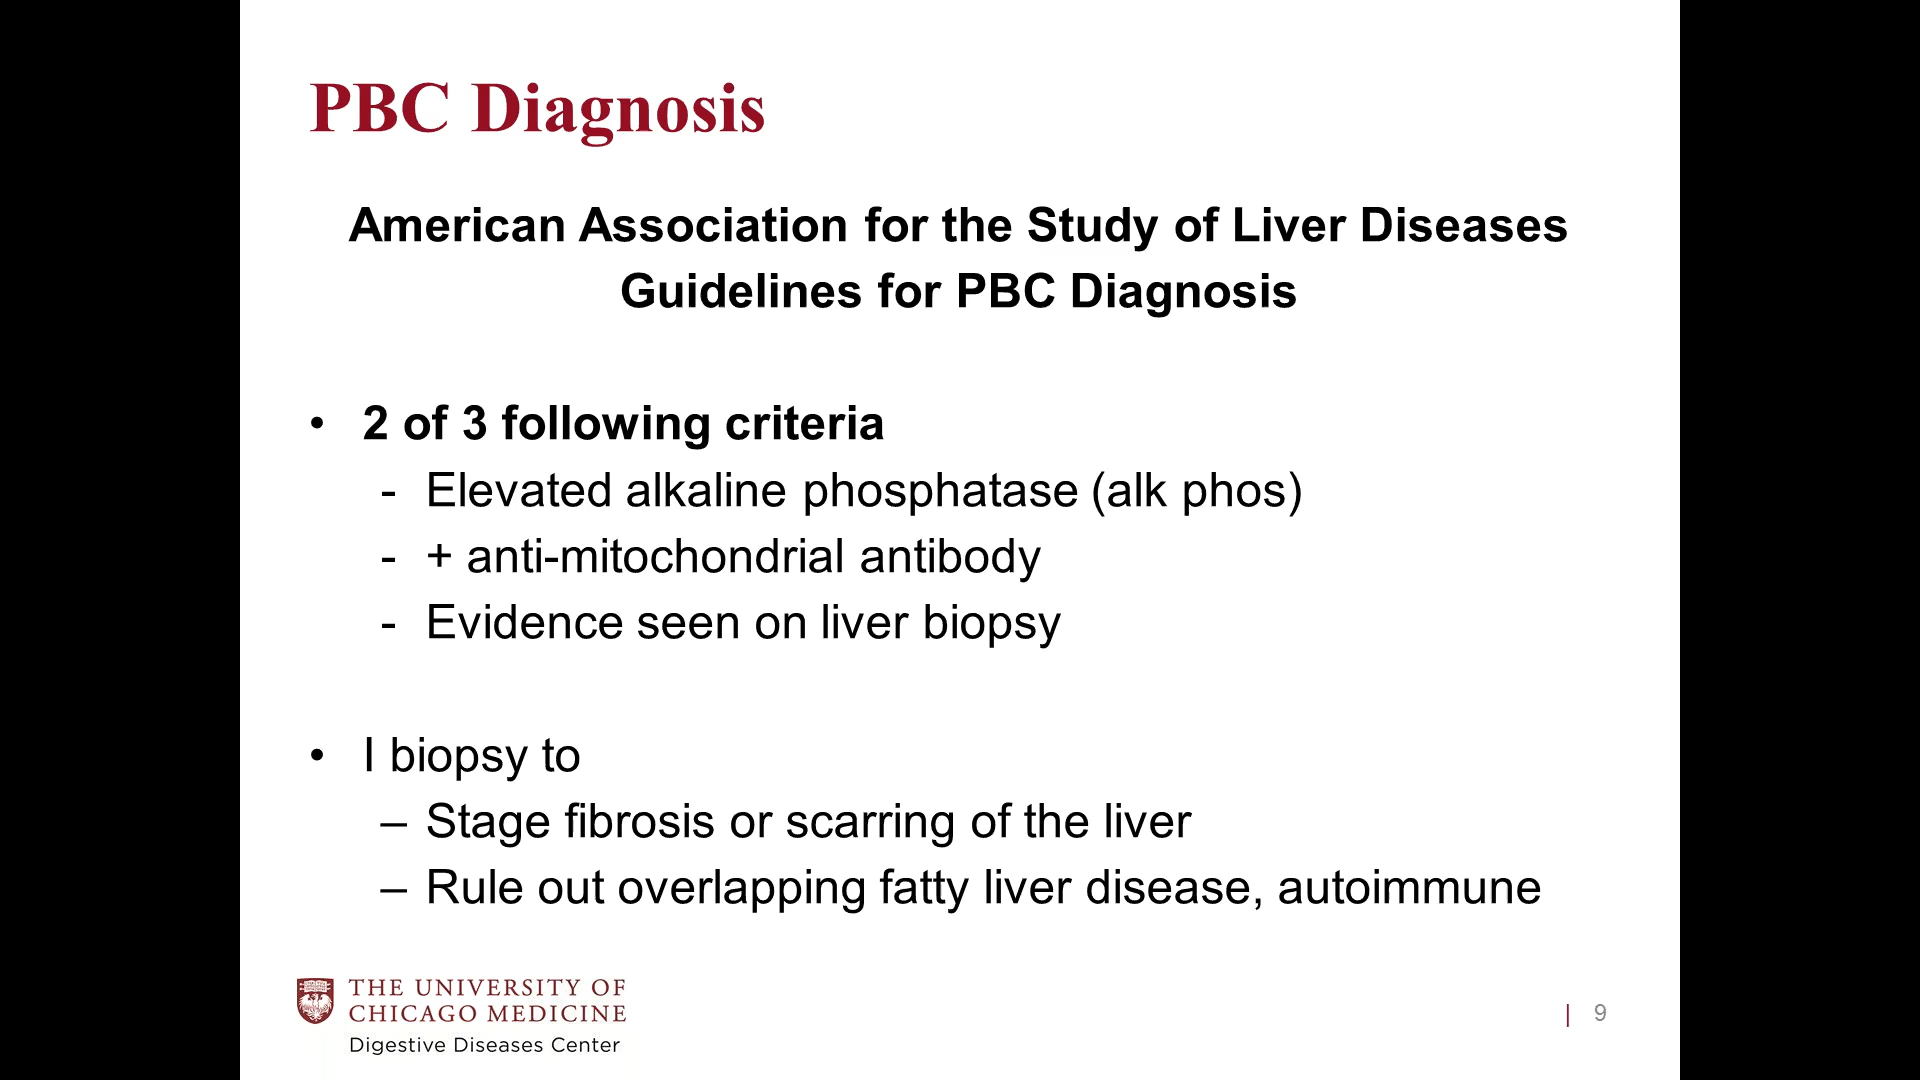 PBC Diagnosis
American Association for the Study of Liver Diseases
Guidelines for PBC Diagnosis
• 2 of 3 following criteria
- Elevated alkaline phosphatase (alk phos)
- + anti-mitochondrial antibody
- Evidence seen on liver biopsy
• I biopsy to
– Stage fibrosis or scarring of the liver
– Rule out overlapping fatty liver disease, autoimmune
THE UNIVERSITY OF
CHICAGO MEDICINE
Digestive Diseases Center
| 9